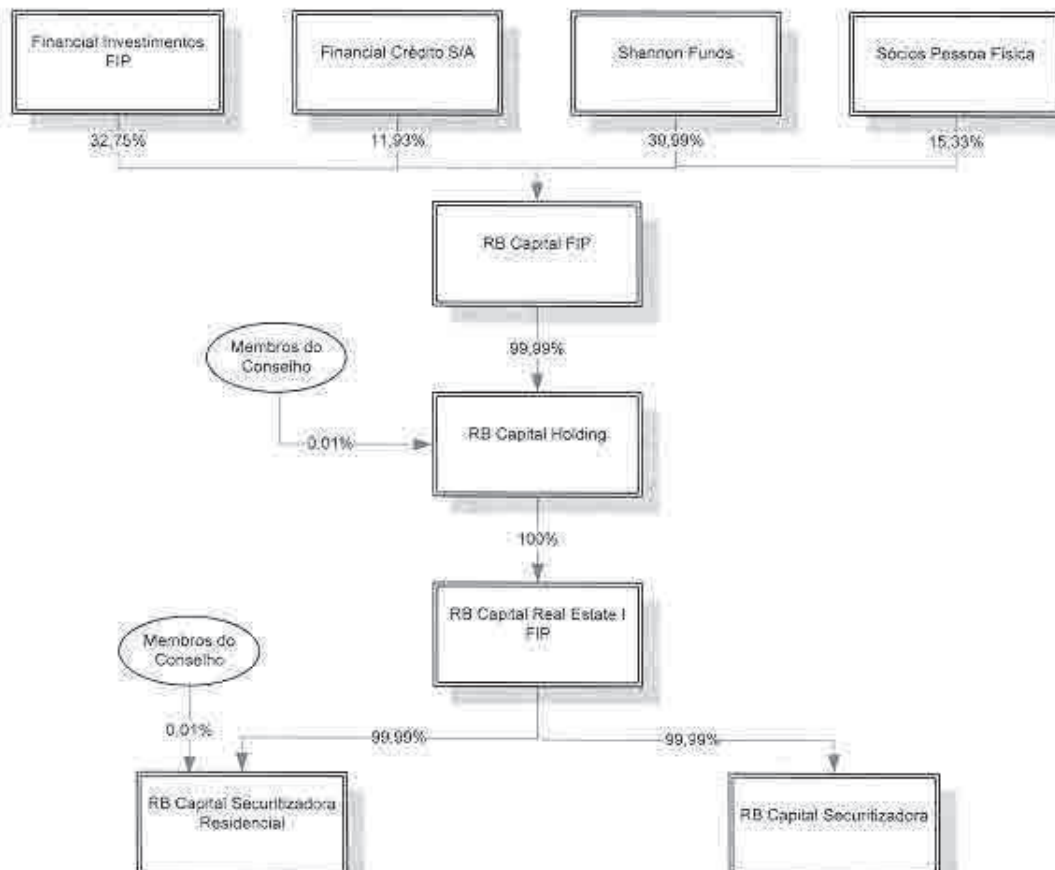 Financial Investimentos
FIP
Financial Crédito S/A
Shannon Funds
Sócios Pessoa Física
32,75%
11,93%
39,99%
15,33%
RB Capital FIP
99,99%
Membros do
Conselho
0,01%
RB Capital Holding
100%
RB Capital Real Estate I
FIP
Membros do
Conselho
0,01%
99,99%
99,99%
RB Capital Securitizadora
Residencial
RB Capital Securitizadora